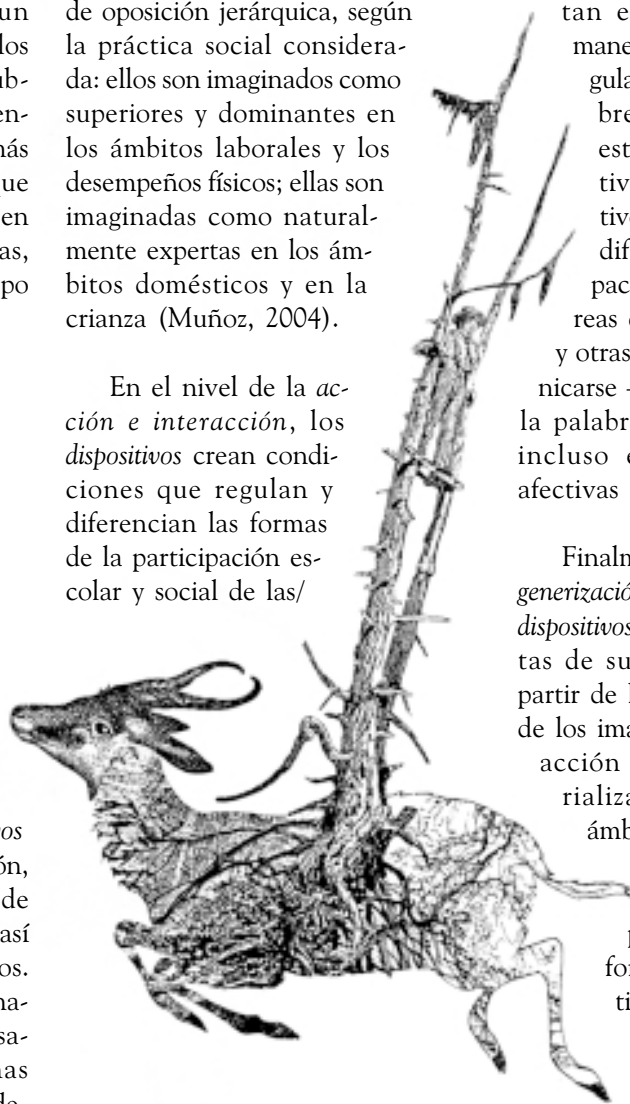 un
los
ub-
en-
más
que
en
as,
po
vos
ón,
de
así
os.
na-
sa-
nas
de-
de oposición jerárquica, según
la práctica social considera-
da: ellos son imaginados como
superiores y dominantes en
los ámbitos laborales y los
desempeños físicos; ellas son
imaginadas como natural-
mente expertas en los ám-
bitos domésticos y en la
crianza (Muñoz, 2004).
En el nivel de la ac-
ción e interacción, los
dispositivos crean condi-
ciones que regulan y
diferencian las formas
de la participación es-
colar y social de las/
tan e
mane
gula
bre
est
tiv
tiv
dif
pac
reas
y otras
nicarse -
la palabr
incluso e
afectivas
Finalm
generizació
dispositivos
tas de su
partir de l
de los ima
acción
rializa
ámb
p
for
ti